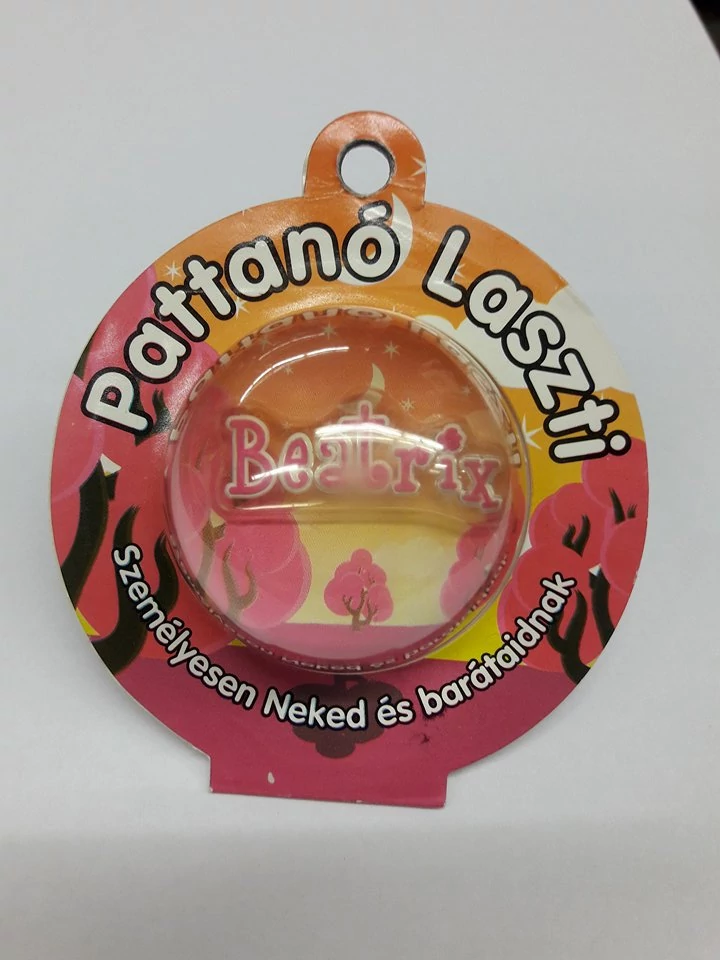 Pattanó Laszti
Beatrix
Személyesen Neked és barátaidnak